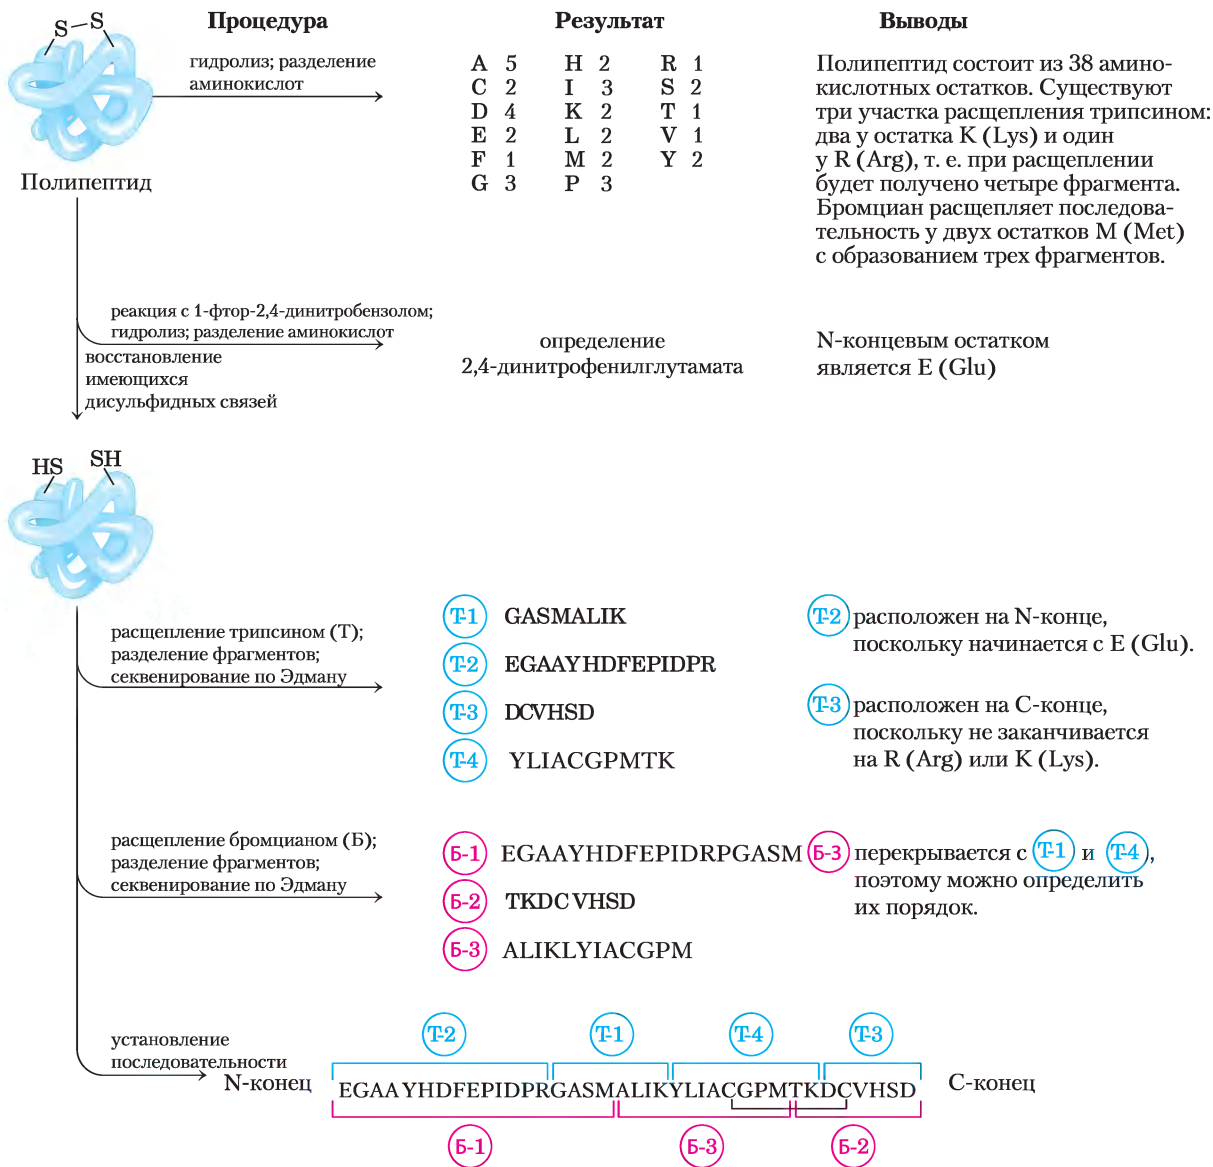 S S
Процедура
Результат
Выводы
гидролиз; разделение
аминокислот
A 5 H 2 R 1
C 2 I 3 S 2
D 4 K 2 T 1
E 2 L 2 V 1
F 1 M 2 Y 2
G 3 P 3
Полипептид состоит из 38 амино-
кислотных остатков. Существуют
три участка расщепления трипсином:
два у остатка K (Lys) и один
у R (Arg), т. е. при расщеплении
будет получено четыре фрагмента.
Бромциан расщепляет последова-
тельность у двух остатков M (Met)
с образованием трех фрагментов.
Полипептид
реакция с 1-фтор-2,4-динитробензолом;
гидролиз; разделение аминокислот
определение
2,4-динитрофенилглутамата
N-концевым остатком
является E (Glu)
восстановление
имеющихся
дисульфидных связей
HS SH
расщепление трипсином (Т);
разделение фрагментов;
секвенирование по Эдману
Т-1 GASMALIK
Т-2 EGAAYHDFEPIDPR
Т-3 DCVHSD
Т-4 YLIACGPMTK
Т-2 расположен на N-конце,
поскольку начинается с E (Glu).
Т-3 расположен на С-конце,
поскольку не заканчивается
на R (Arg) или K (Lys).
расщепление бромцианом (Б);
разделение фрагментов;
секвенирование по Эдману
Б-1 EGAAYHDFEPIDRPGASM
Б-2 TKDCVHSD
Б-3 ALIKLYIACGPM
Б-3 перекрывается с Т-1 и Т-4,
поэтому можно определить
их порядок.
установление
последовательности
Т-2 Т-1 Т-4 Т-3
N-конец EGAAYHDFEPIDPRGASMALIKYLIACGPMTKDCVHSD С-конец
Б-1 Б-3 Б-2